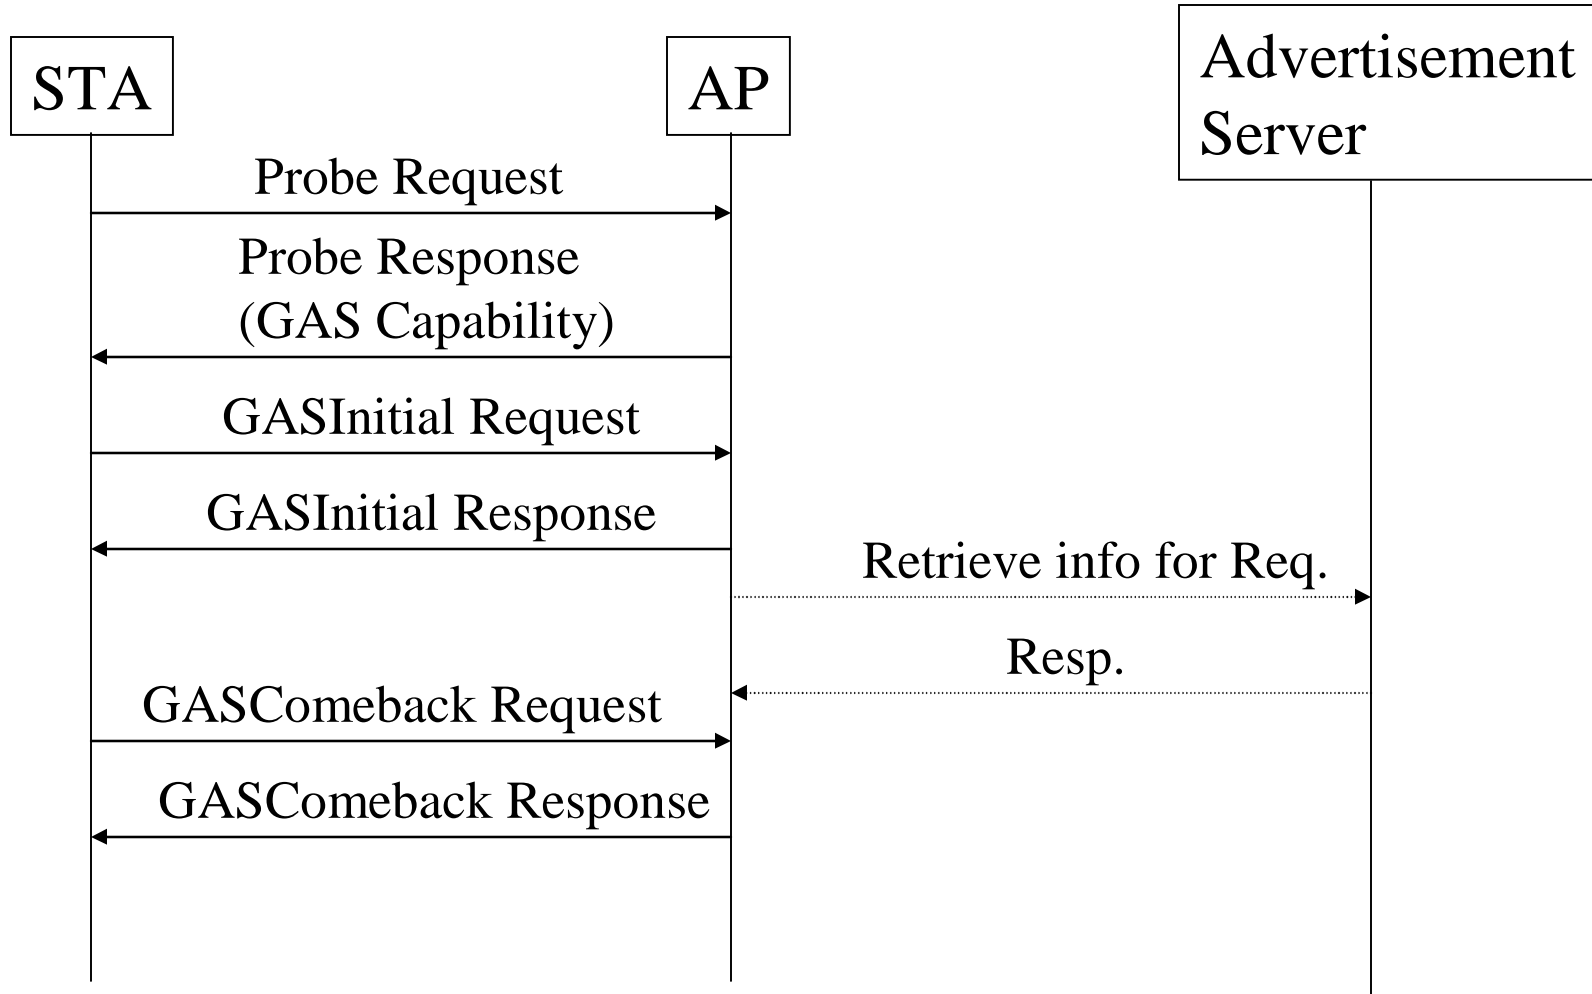 STA
AP
Advertisement
Server
Probe Request
Probe Response
(GAS Capability)
GASInitial Request
GASInitial Response
Retrieve info for Req.
Resp.
GASComeback Request
GASComeback Response